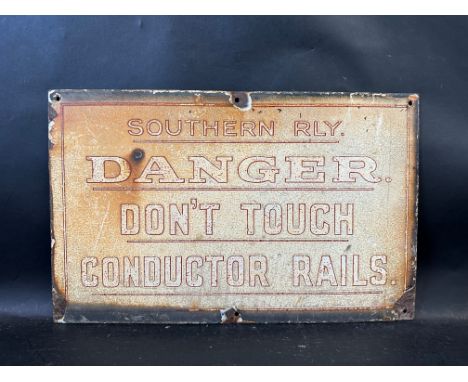 SOUTHERN RLY.
DANGER.
DON'T TOUCH
CONDUCTOR RAILS.